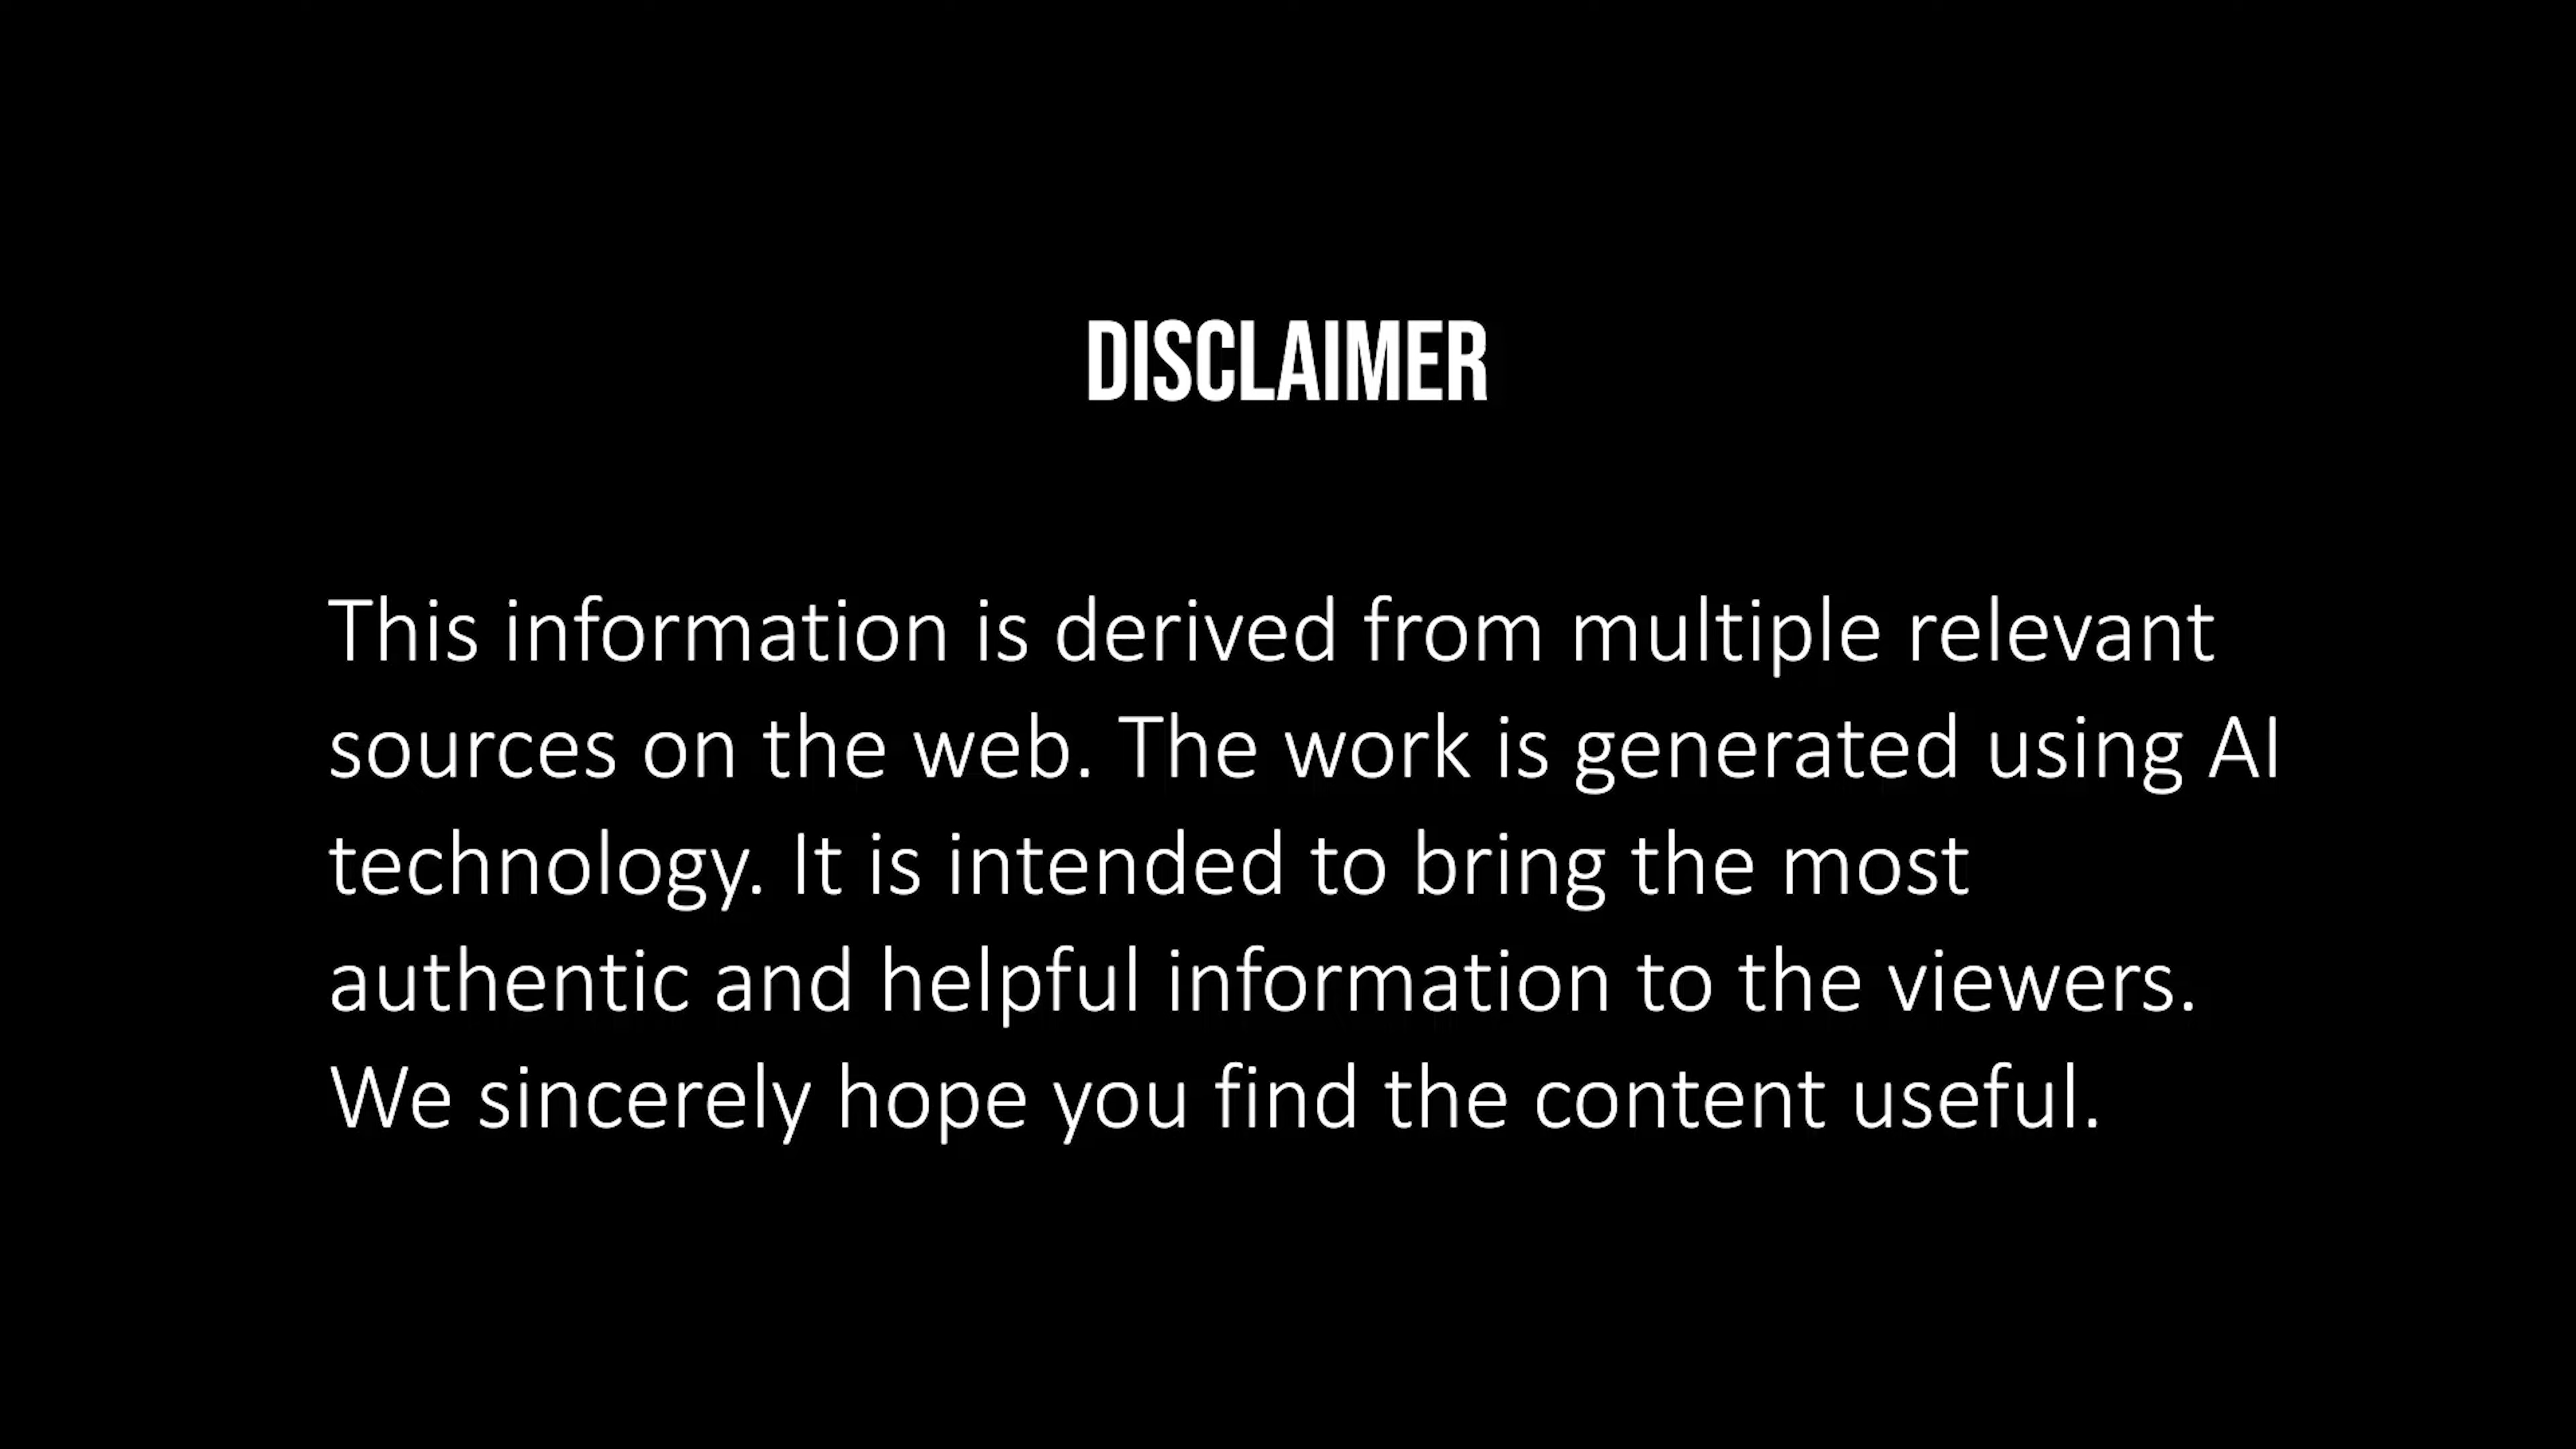 DISCLAIMER
This information is derived from multiple relevant
sources on the web. The work is generated using AI
technology. It is intended to bring the most
authentic and helpful information to the viewers.
We sincerely hope you find the content useful.